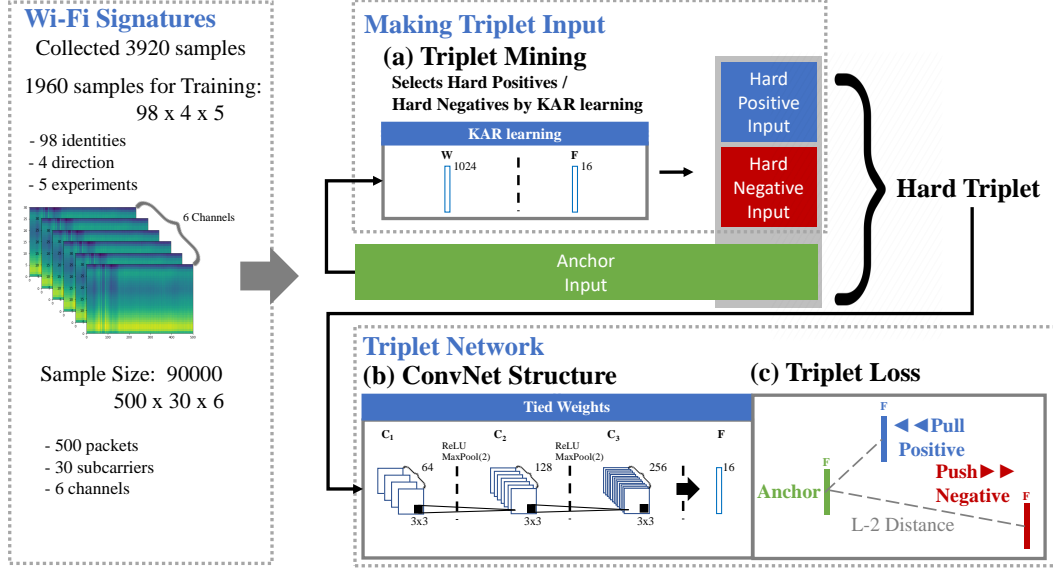 Wi-Fi Signatures
Collected 3920 samples
1960 samples for Training:
98 x 4 x 5
- 98 identities
- 4 direction
- 5 experiments
6 Channels
Sample Size: 90000
500 x 30 x 6
- 500 packets
- 30 subcarriers
- 6 channels
Making Triplet Input
(a) Triplet Mining
Selects Hard Positives /
Hard Negatives by KAR learning
KAR learning
W
1024
F
16
Hard
Positive
Input
Hard
Negative
Input
Anchor
Input
Hard Triplet
Triplet Network
(b) ConvNet Structure
Tied Weights
C1
64
ReLU
MaxPool(2)
C2
128
ReLU
MaxPool(2)
C3
256
F
16
3x3
3x3
3x3
(c) Triplet Loss
F
Pull
Positive
F
Anchor
Push
Negative
F
L-2 Distance